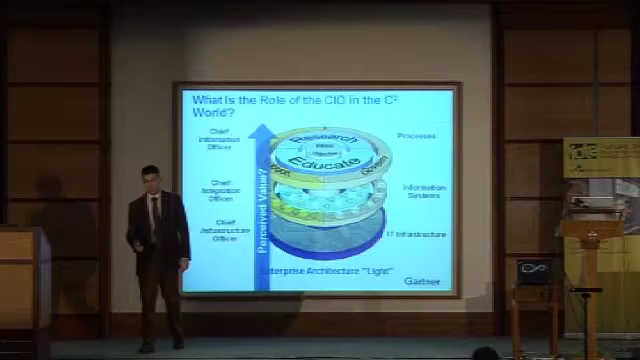 What Is the Role of the CIO in the C²
World?
Chief
Information
Officer
Chief
Integration
Officer
Chief
Infrastructure
Officer
Perceived Value?
Research
Educate
Processes
Information
Systems
IT Infrastructure
Enterprise Architecture "Light"
Gartner